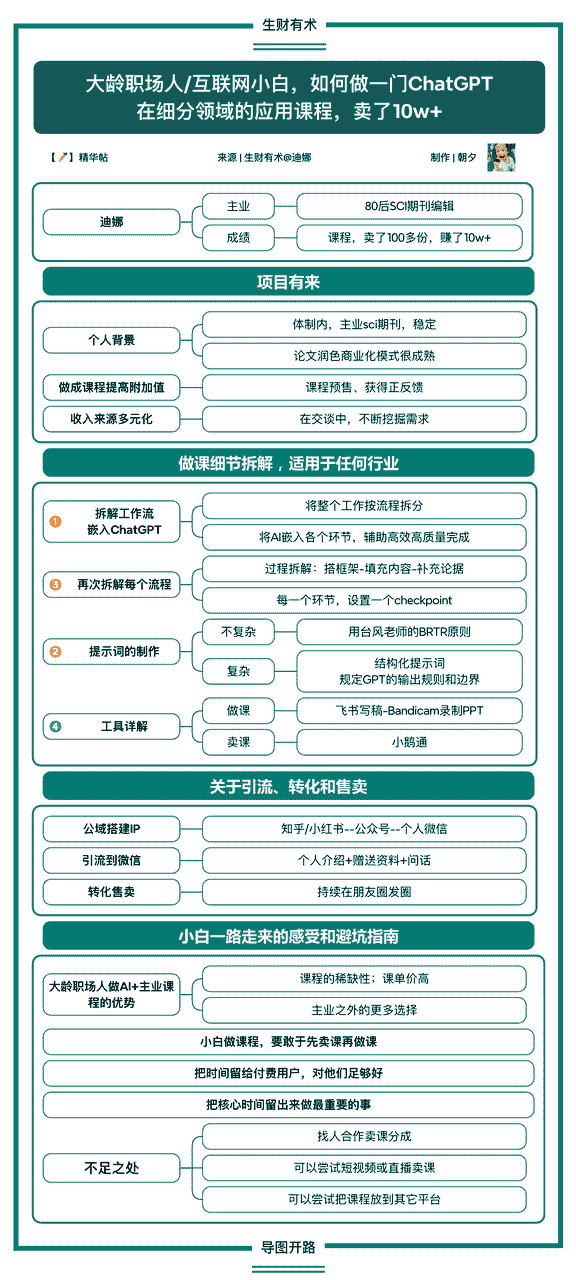 生财有术
大龄职场人/互联网小白，如何做一门ChatGPT
在细分领域的应用课程，卖了10w+
【📝】精华帖
来源 | 生财有术@迪娜
制作 | 朝夕
迪娜
主业
80后SCI期刊编辑
成绩
课程，卖了100多份，赚了10w+
项目有来
个人背景
体制内，主业sci期刊，稳定
论文润色商业化模式很成熟
做成课程提高附加值
课程预售、获得正反馈
收入来源多元化
在交谈中，不断挖掘需求
做课细节拆解，适用于任何行业
1 拆解工作流
嵌入ChatGPT
将整个工作按流程拆分
将AI嵌入各个环节，辅助高效高质量完成
3 再次拆解每个流程
过程拆解：搭框架-填充内容-补充论据
每一个环节，设置一个checkpoint
2 提示词的制作
不复杂
用台风老师的BRTR原则
复杂
结构化提示词
规定GPT的输出规则和边界
4 工具详解
做课
飞书写稿-Bandicam录制PPT
卖课
小鹅通
关于引流、转化和售卖
公域搭建IP
知乎/小红书--公众号--个人微信
引流到微信
个人介绍+赠送资料+问话
转化售卖
持续在朋友圈发圈
小白一路走来的感受和避坑指南
大龄职场人做AI+主业课
程的优势
课程的稀缺性；课单价高
主业之外的更多选择
小白做课程，要敢于先卖课再做课
把时间留给付费用户，对他们足够好
把核心时间留出来做最重要的事
不足之处
找人合作卖课分成
可以尝试短视频或直播卖课
可以尝试把课程放到其它平台
导图开路